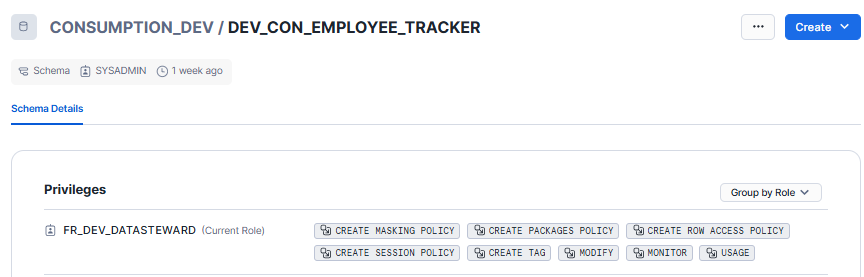 CONSUMPTION_DEV / DEV_CON_EMPLOYEE_TRACKER
... Create
Schema SYSADMIN 1 week ago
Schema Details
Privileges
Group by Role
FR_DEV_DATASTEWARD (Current Role)
CREATE MASKING POLICY CREATE PACKAGES POLICY CREATE ROW ACCESS POLICY
CREATE SESSION POLICY CREATE TAG MODIFY MONITOR USAGE